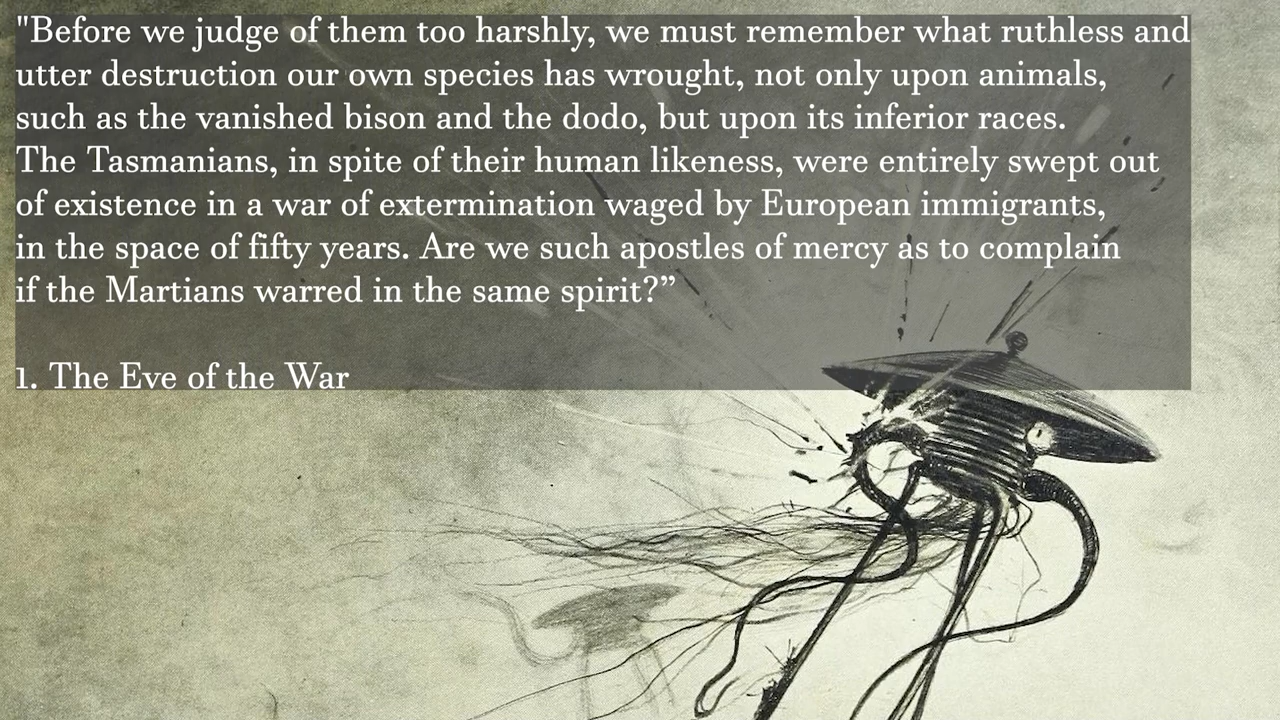 "Before we judge of them too harshly, we must remember what ruthless and
utter destruction our own species has wrought, not only upon animals,
such as the vanished bison and the dodo, but upon its inferior races.
The Tasmanians, in spite of their human likeness, were entirely swept out
of existence in a war of extermination waged by European immigrants,
in the space of fifty years. Are we such apostles of mercy as to complain
if the Martians warred in the same spirit?”
1. The Eve of the War